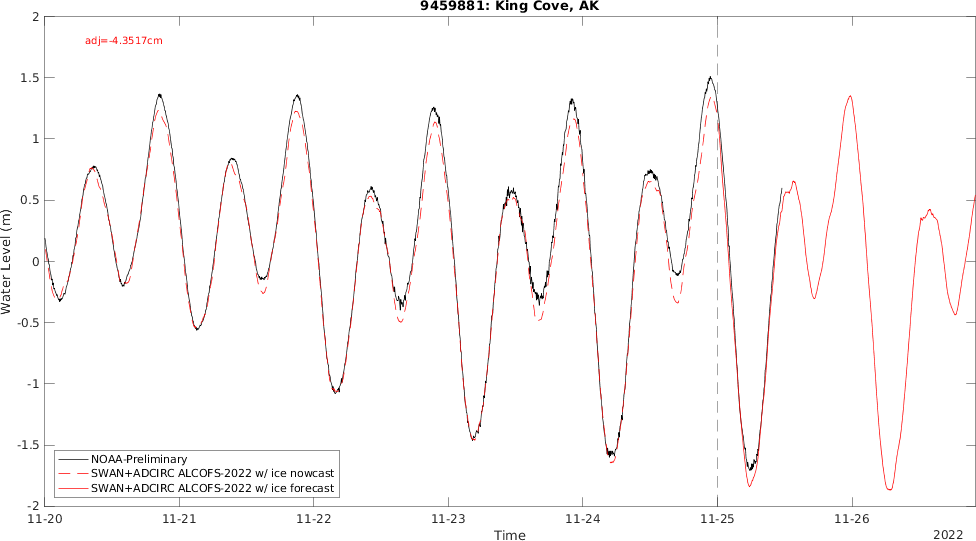 9459881: King Cove, AK
adj=-4.3517cm
2
1.5
1
0.5
0
-0.5
-1
-1.5
-2
Water Level (m)
NOAA-Preliminary
SWAN+ADCIRC ALCOFS-2022 w/ ice nowcast
SWAN+ADCIRC ALCOFS-2022 w/ ice forecast
11-20 11-21 11-22 11-23 11-24 11-25 11-26
Time
2022